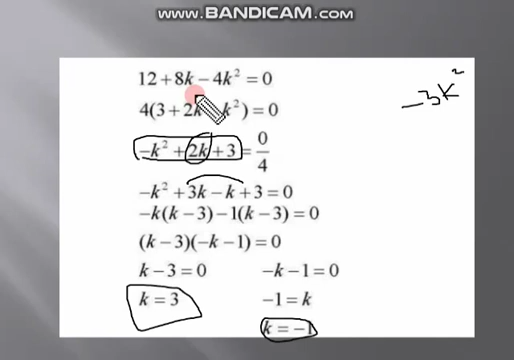 www.BANDICAM.com
12 + 8k − 4k² = 0
−3k²
4(3 + 2k k²) = 0
−k² + 2k + 3 = 0/4
−k² + 3k − k + 3 = 0
−k(k − 3) − 1(k − 3) = 0
(k − 3)(−k − 1) = 0
k − 3 = 0 −k − 1 = 0
k = 3 −1 = k
k = −1